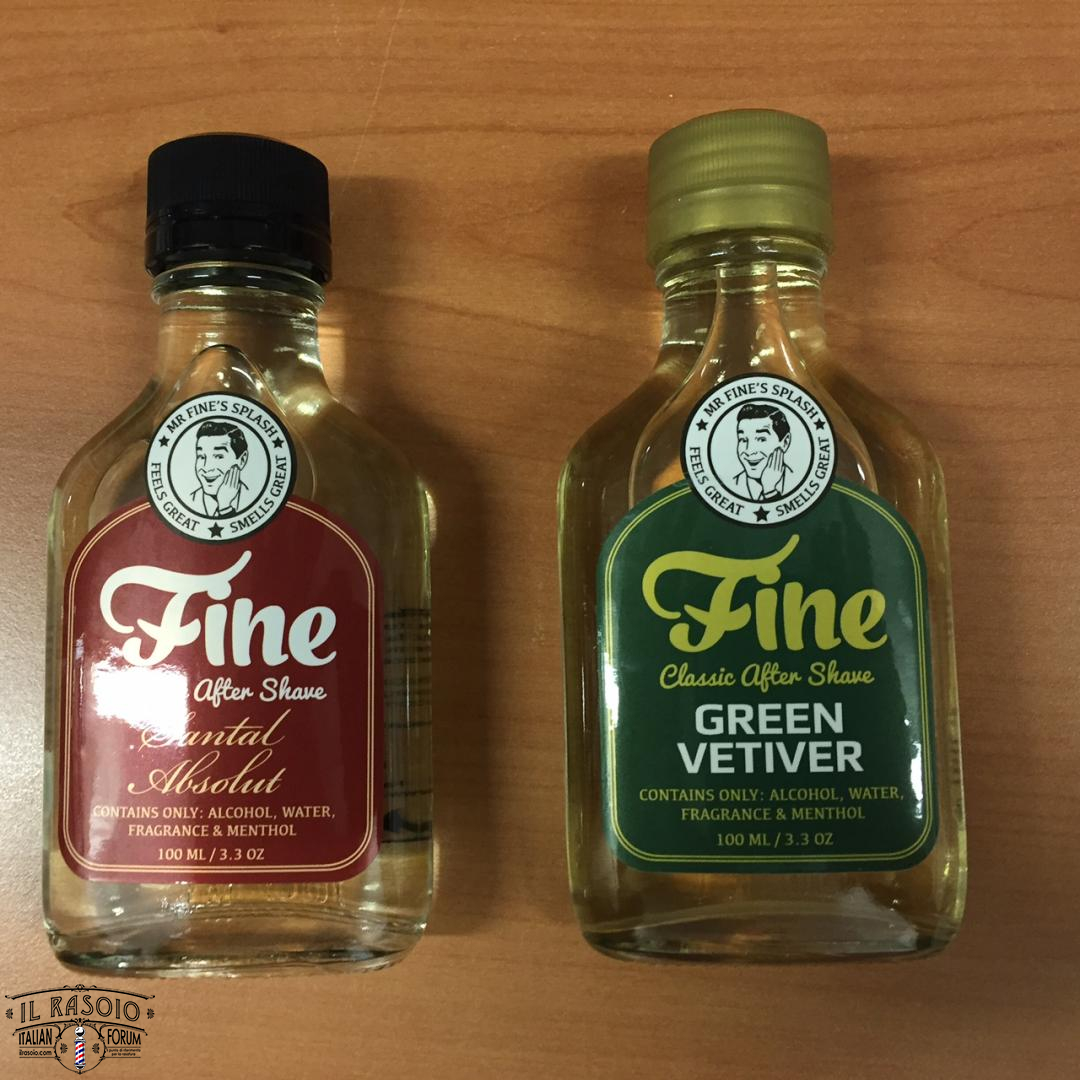 MR FINE'S SPLASH
FEELS GREAT ★ SMELLS GREAT
Fine
After Shave
Santal
Absolut
CONTAINS ONLY: ALCOHOL, WATER,
FRAGRANCE & MENTHOL
100 ML / 3.3 OZ
MR FINE'S SPLASH
FEELS GREAT ★ SMELLS GREAT
Fine
Classic After Shave
GREEN
VETIVER
CONTAINS ONLY: ALCOHOL, WATER,
FRAGRANCE & MENTHOL
100 ML / 3.3 OZ
IL RASOIO
ITALIAN FORUM
ilrasoio.com